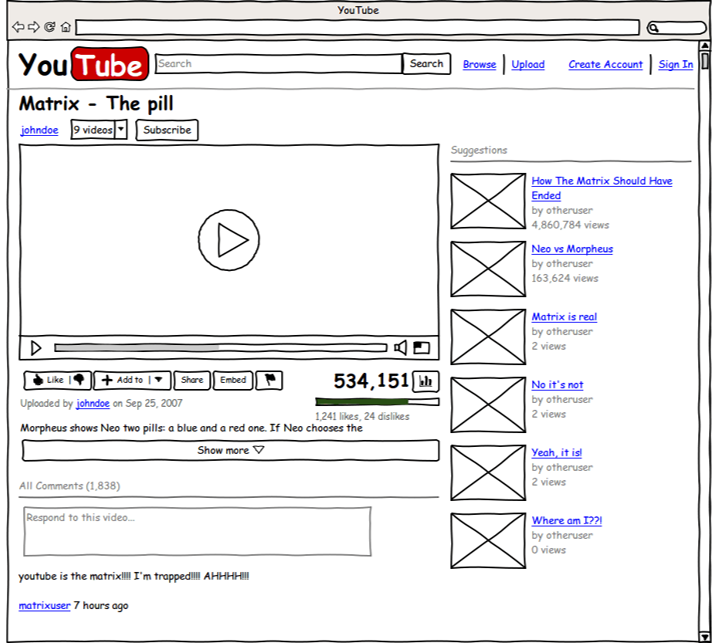 YouTube
YouTube Search Search Browse Upload Create Account Sign In
Matrix - The pill
johndoe 9 videos Subscribe
Like Add to Share Embed 534,151
Uploaded by johndoe on Sep 25, 2007
1,241 likes, 24 dislikes
Morpheus shows Neo two pills: a blue and a red one. If Neo chooses the
Show more
All Comments (1,838)
Respond to this video...
youtube is the matrix!!!! I'm trapped!!!! AHHHH!!!
matrixuser 7 hours ago
Suggestions
How The Matrix Should Have
Ended
by otheruser
4,860,784 views
Neo vs Morpheus
by otheruser
163,624 views
Matrix is real
by otheruser
2 views
No it's not
by otheruser
2 views
Yeah, it is!
by otheruser
2 views
Where am I??!
by otheruser
0 views